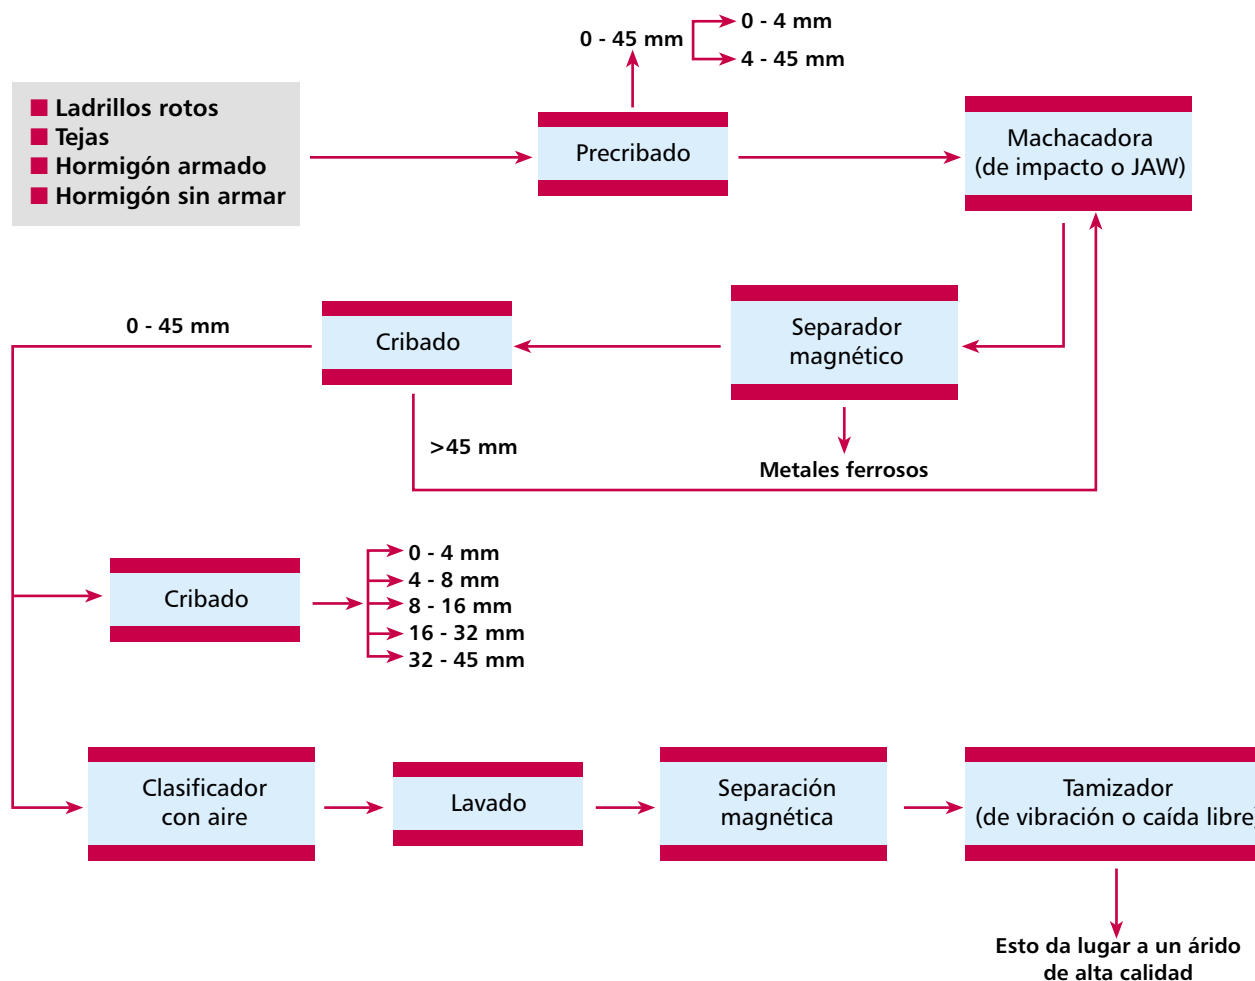 0 - 45 mm
0 - 4 mm
4 - 45 mm
Ladrillos rotos
Tejas
Hormigón armado
Hormigón sin armar
Precribado
Machacadora
(de impacto o JAW)
0 - 45 mm
Cribado
Separador
magnético
>45 mm
Metales ferrosos
Cribado
0 - 4 mm
4 - 8 mm
8 - 16 mm
16 - 32 mm
32 - 45 mm
Clasificador
con aire
Lavado
Separación
magnética
Tamizador
(de vibración o caída libre)
Esto da lugar a un árido
de alta calidad